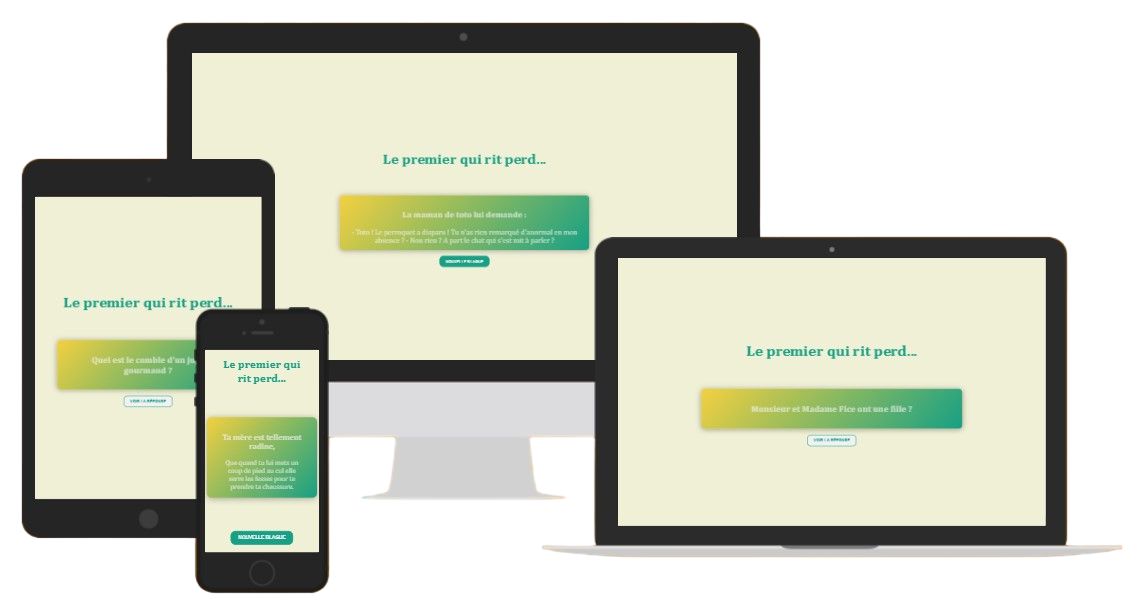 Le premier qui rit perd...
La maman de toto lui demande :
- Toto ! Le perroquet a disparu ! Tu n'as rien remarqué d'anormal en mon
absence ? - Non rien ? A part le chat qui s'est mit à parler ?
NOUVELLE BLAGUE
Le premier qui rit perd...
Quel est le comble d'un
gourmand ?
VOIR LA RÉPONSE
Le premier qui
rit perd...
Ta mère est tellement
radine,
Que quand tu lui mets un
coup de pied au cul elle
serre les fesses pour te
prendre ta chaussure.
NOUVELLE BLAGUE
Le premier qui rit perd...
Monsieur et Madame Fice ont une fille ?
VOIR LA RÉPONSE